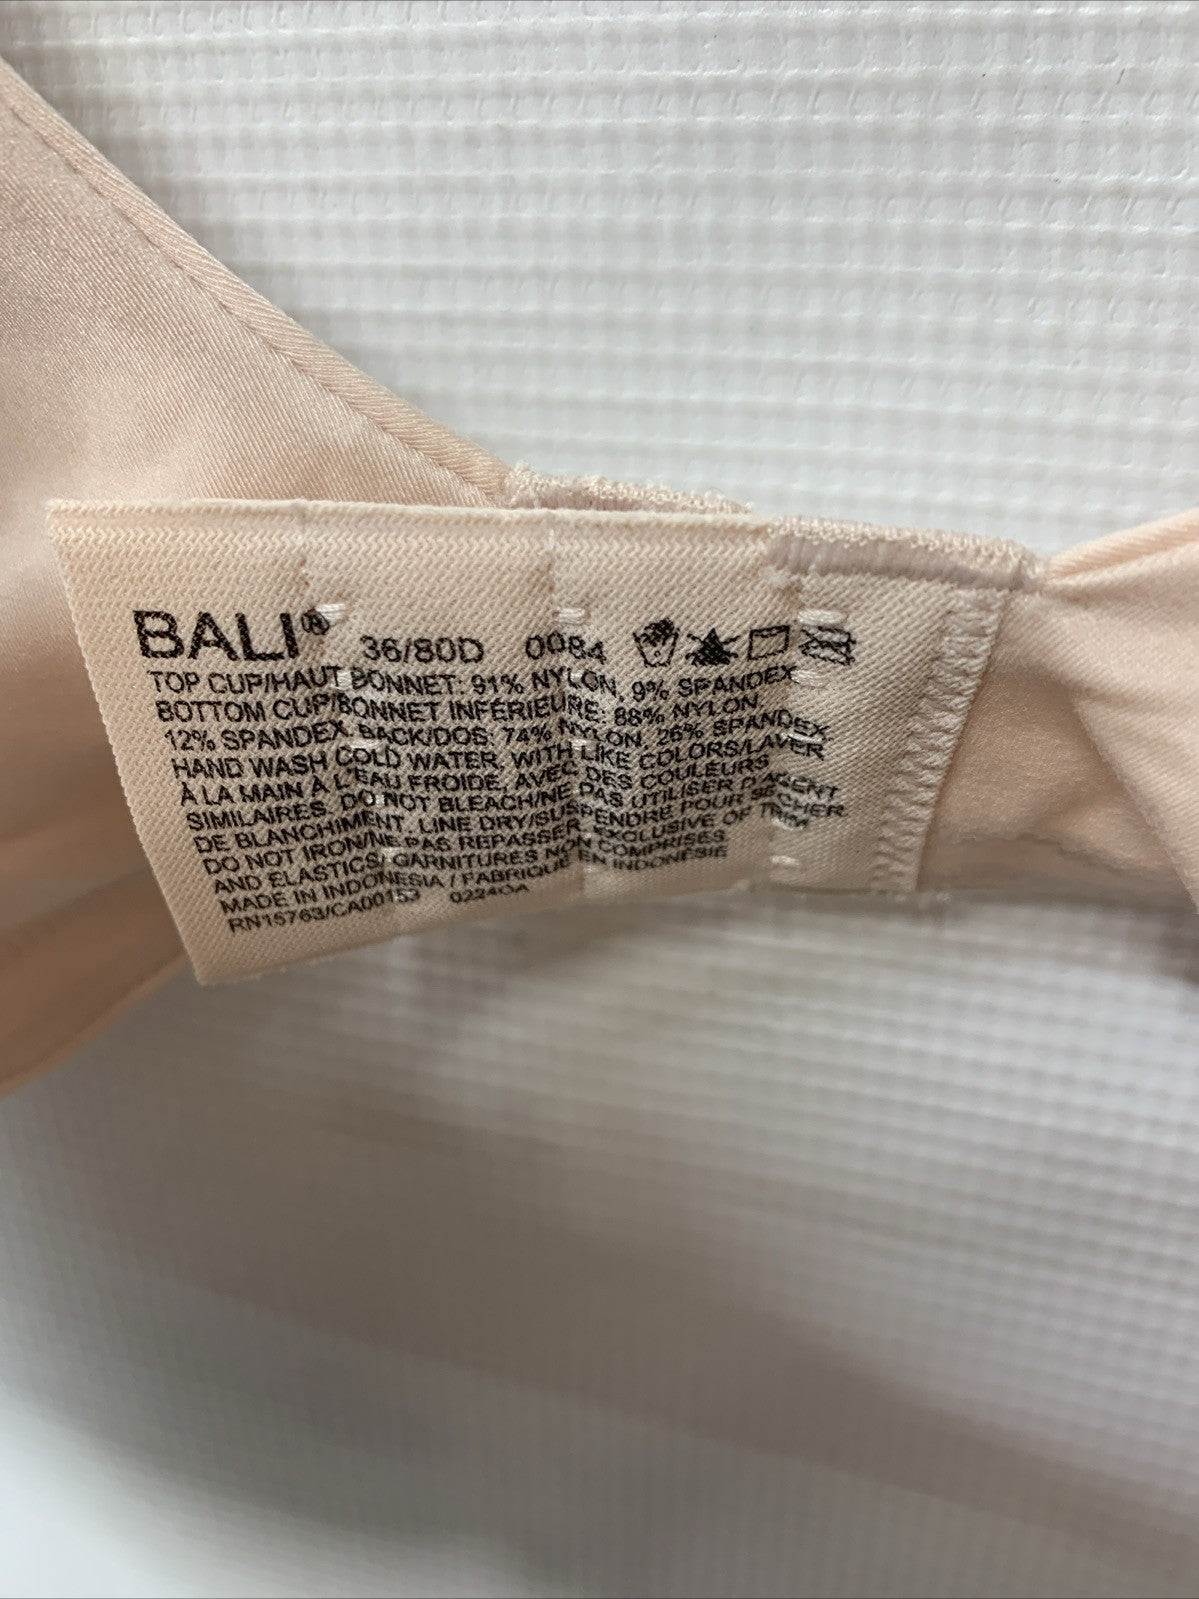 BALI® 36/80D 0084
TOP CUP/HAUT BONNET: 91% NYLON, 9% SPANDEX
BOTTOM CUP/BONNET INFÉRIEURE: 88% NYLON
12% SPANDEX. BACK/DOS: 74% NYLON, 26% SPANDEX.
HAND WASH COLD WATER, WITH LIKE COLORS/LAVER
À LA MAIN À L'EAU FROIDE, AVEC DES COULEURS
SIMILAIRES. DO NOT BLEACH/NE PAS UTILISER D'AGENT
DE BLANCHIMENT. LINE DRY/SUSPENDRE POUR SÉCHER
DO NOT IRON/NE PAS REPASSER. EXCLUSIVE OF TRIM
AND ELASTICS/ GARNITURES NON COMPRISES
MADE IN INDONESIA / FABRIQUÉ EN INDONÉSIE
RN15763/CA00153